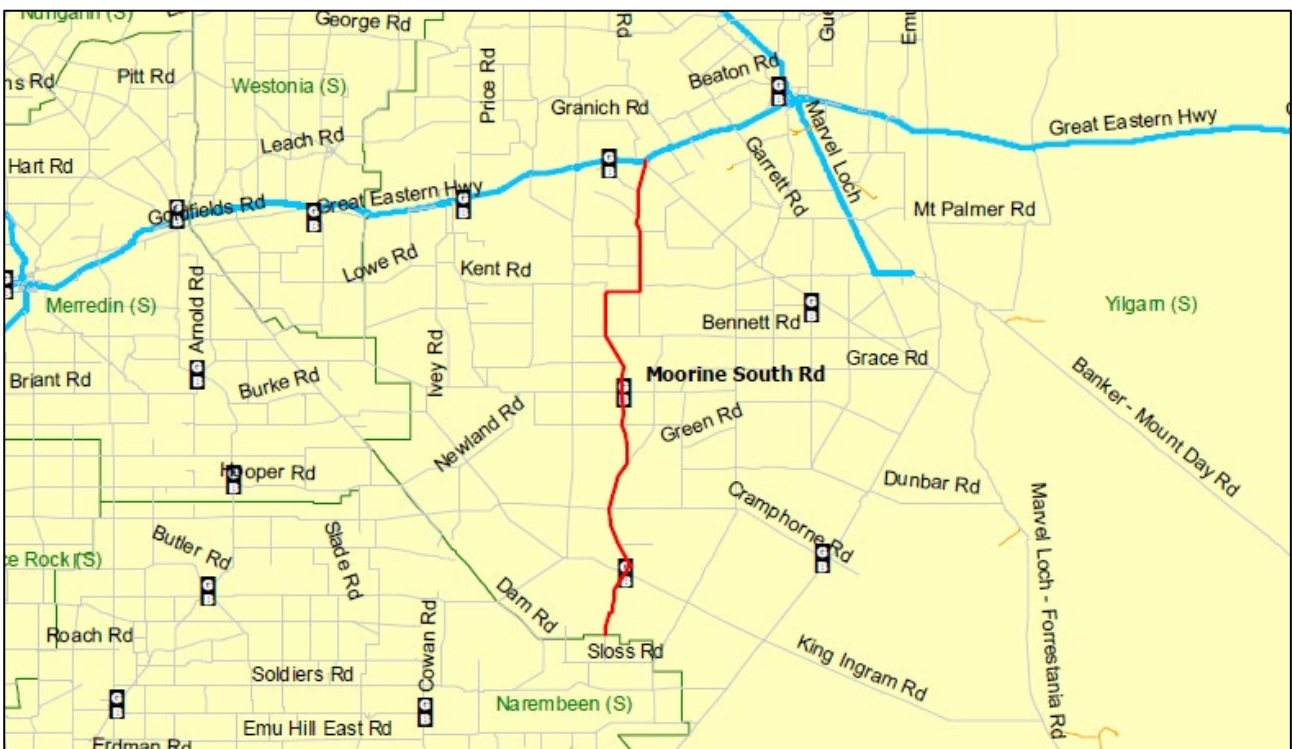 Nungarin (S)
George Rd
Rd
Pitt Rd
Westonia (S)
Price Rd
Beaton Rd
Granich Rd
Leach Rd
Great Eastern Hwy
Hart Rd
Marvel Loch
Garrett Rd
Great Eastern Hwy
Goldfields Rd
Mt Palmer Rd
Lowe Rd
Kent Rd
Merredin (S)
Arnold Rd
Bennett Rd
Yilgarn (S)
Ivey Rd
Grace Rd
Briant Rd
Burke Rd
Moorine South Rd
Banker - Mount Day Rd
Newland Rd
Green Rd
Hooper Rd
Dunbar Rd
Cramphorne Rd
Marvel Loch - Forrestania Rd
Butler Rd
Slade Rd
ce Rock (S)
Dam Rd
Roach Rd
Cowan Rd
Sloss Rd
King Ingram Rd
Soldiers Rd
Narembeen (S)
Emu Hill East Rd
Erdman Rd